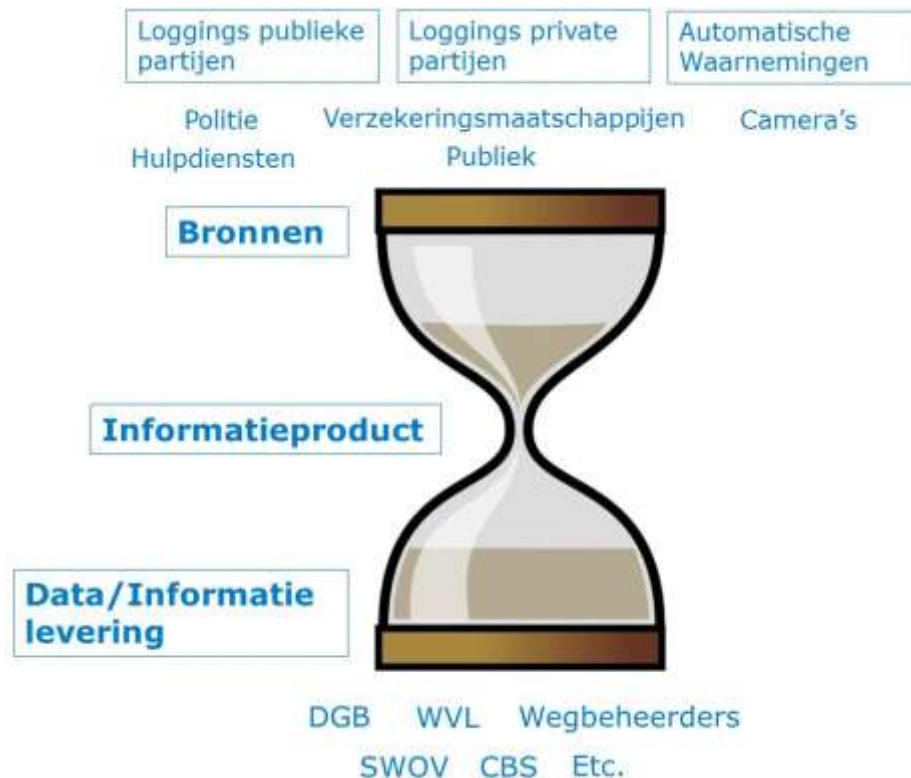 Loggings publieke
partijen
Loggings private
partijen
Automatische
Waarnemingen
Politie
Hulpdiensten
Verzekeringsmaatschappijen
Publiek
Camera's
Bronnen
Informatieproduct
Data/Informatie
levering
DGB WVL Wegbeheerders
SWOV CBS Etc.